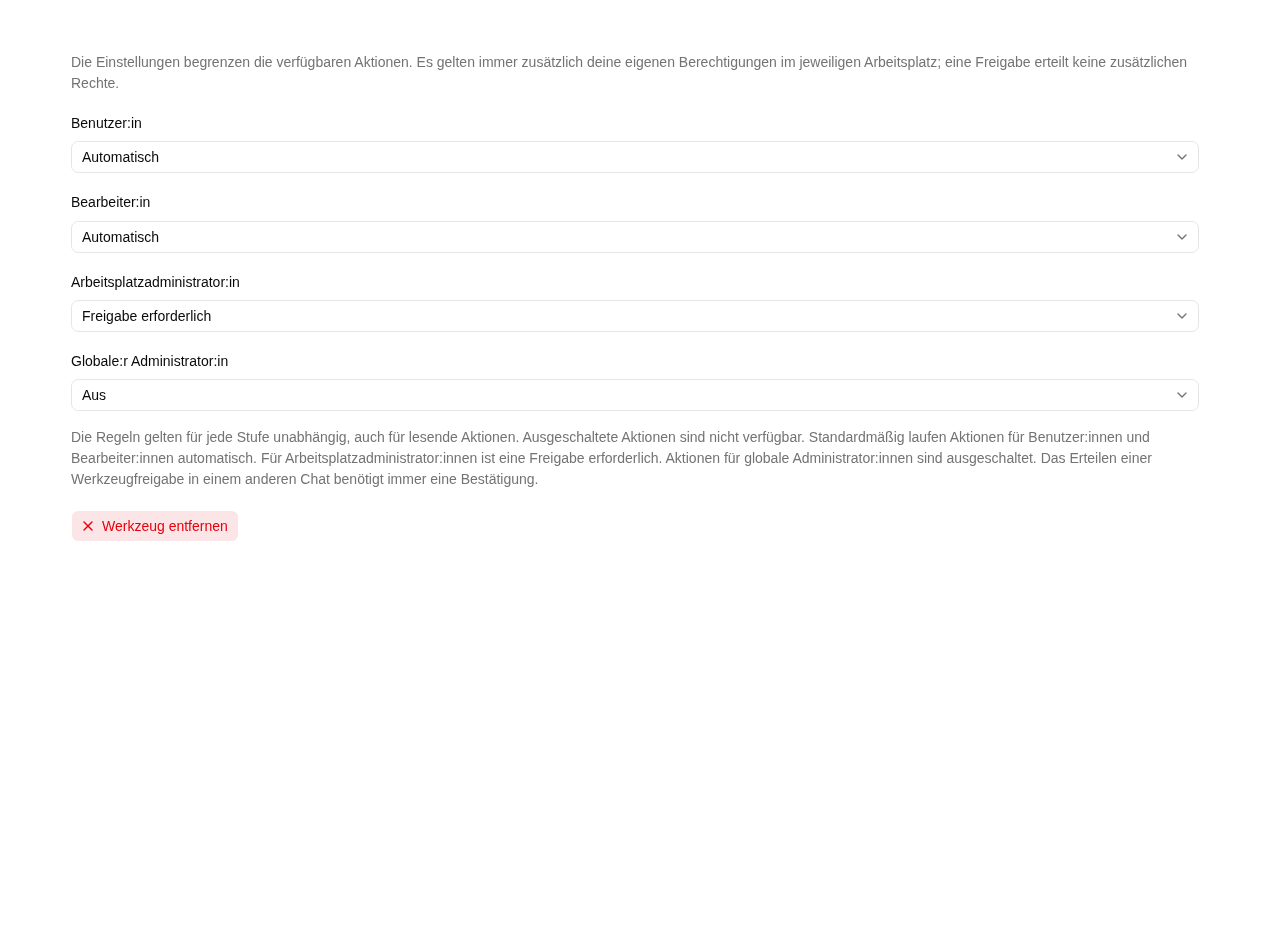 Die Einstellungen begrenzen die verfügbaren Aktionen. Es gelten immer zusätzlich deine eigenen Berechtigungen im jeweiligen Arbeitsplatz; eine Freigabe erteilt keine zusätzlichen
Rechte.
Benutzer:in
Automatisch
Bearbeiter:in
Automatisch
Arbeitsplatzadministrator:in
Freigabe erforderlich
Globale:r Administrator:in
Aus
Die Regeln gelten für jede Stufe unabhängig, auch für lesende Aktionen. Ausgeschaltete Aktionen sind nicht verfügbar. Standardmäßig laufen Aktionen für Benutzer:innen und
Bearbeiter:innen automatisch. Für Arbeitsplatzadministrator:innen ist eine Freigabe erforderlich. Aktionen für globale Administrator:innen sind ausgeschaltet. Das Erteilen einer
Werkzeugfreigabe in einem anderen Chat benötigt immer eine Bestätigung.
Werkzeug entfernen